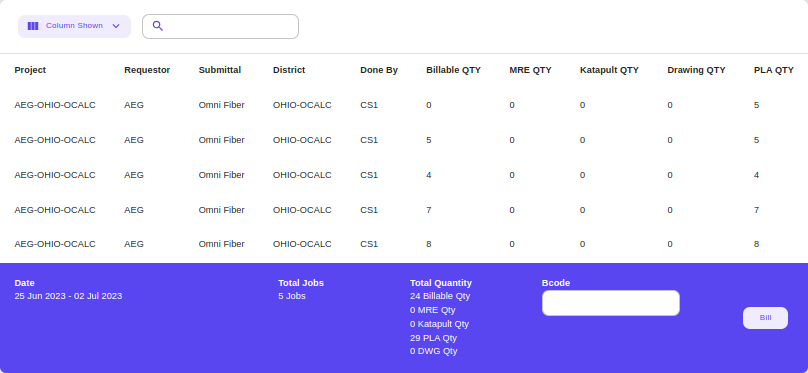 Column Shown
Project Requestor Submittal District Done By Billable QTY MRE QTY Katapult QTY Drawing QTY PLA QTY
AEG-OHIO-OCALC AEG Omni Fiber OHIO-OCALC CS1 0 0 0 0 5
AEG-OHIO-OCALC AEG Omni Fiber OHIO-OCALC CS1 5 0 0 0 5
AEG-OHIO-OCALC AEG Omni Fiber OHIO-OCALC CS1 4 0 0 0 4
AEG-OHIO-OCALC AEG Omni Fiber OHIO-OCALC CS1 7 0 0 0 7
AEG-OHIO-OCALC AEG Omni Fiber OHIO-OCALC CS1 8 0 0 0 8
Date Total Jobs Total Quantity Bcode
25 Jun 2023 - 02 Jul 2023 5 Jobs 24 Billable Qty
0 MRE Qty
Bill
0 Katapult Qty
29 PLA Qty
0 DWG Qty